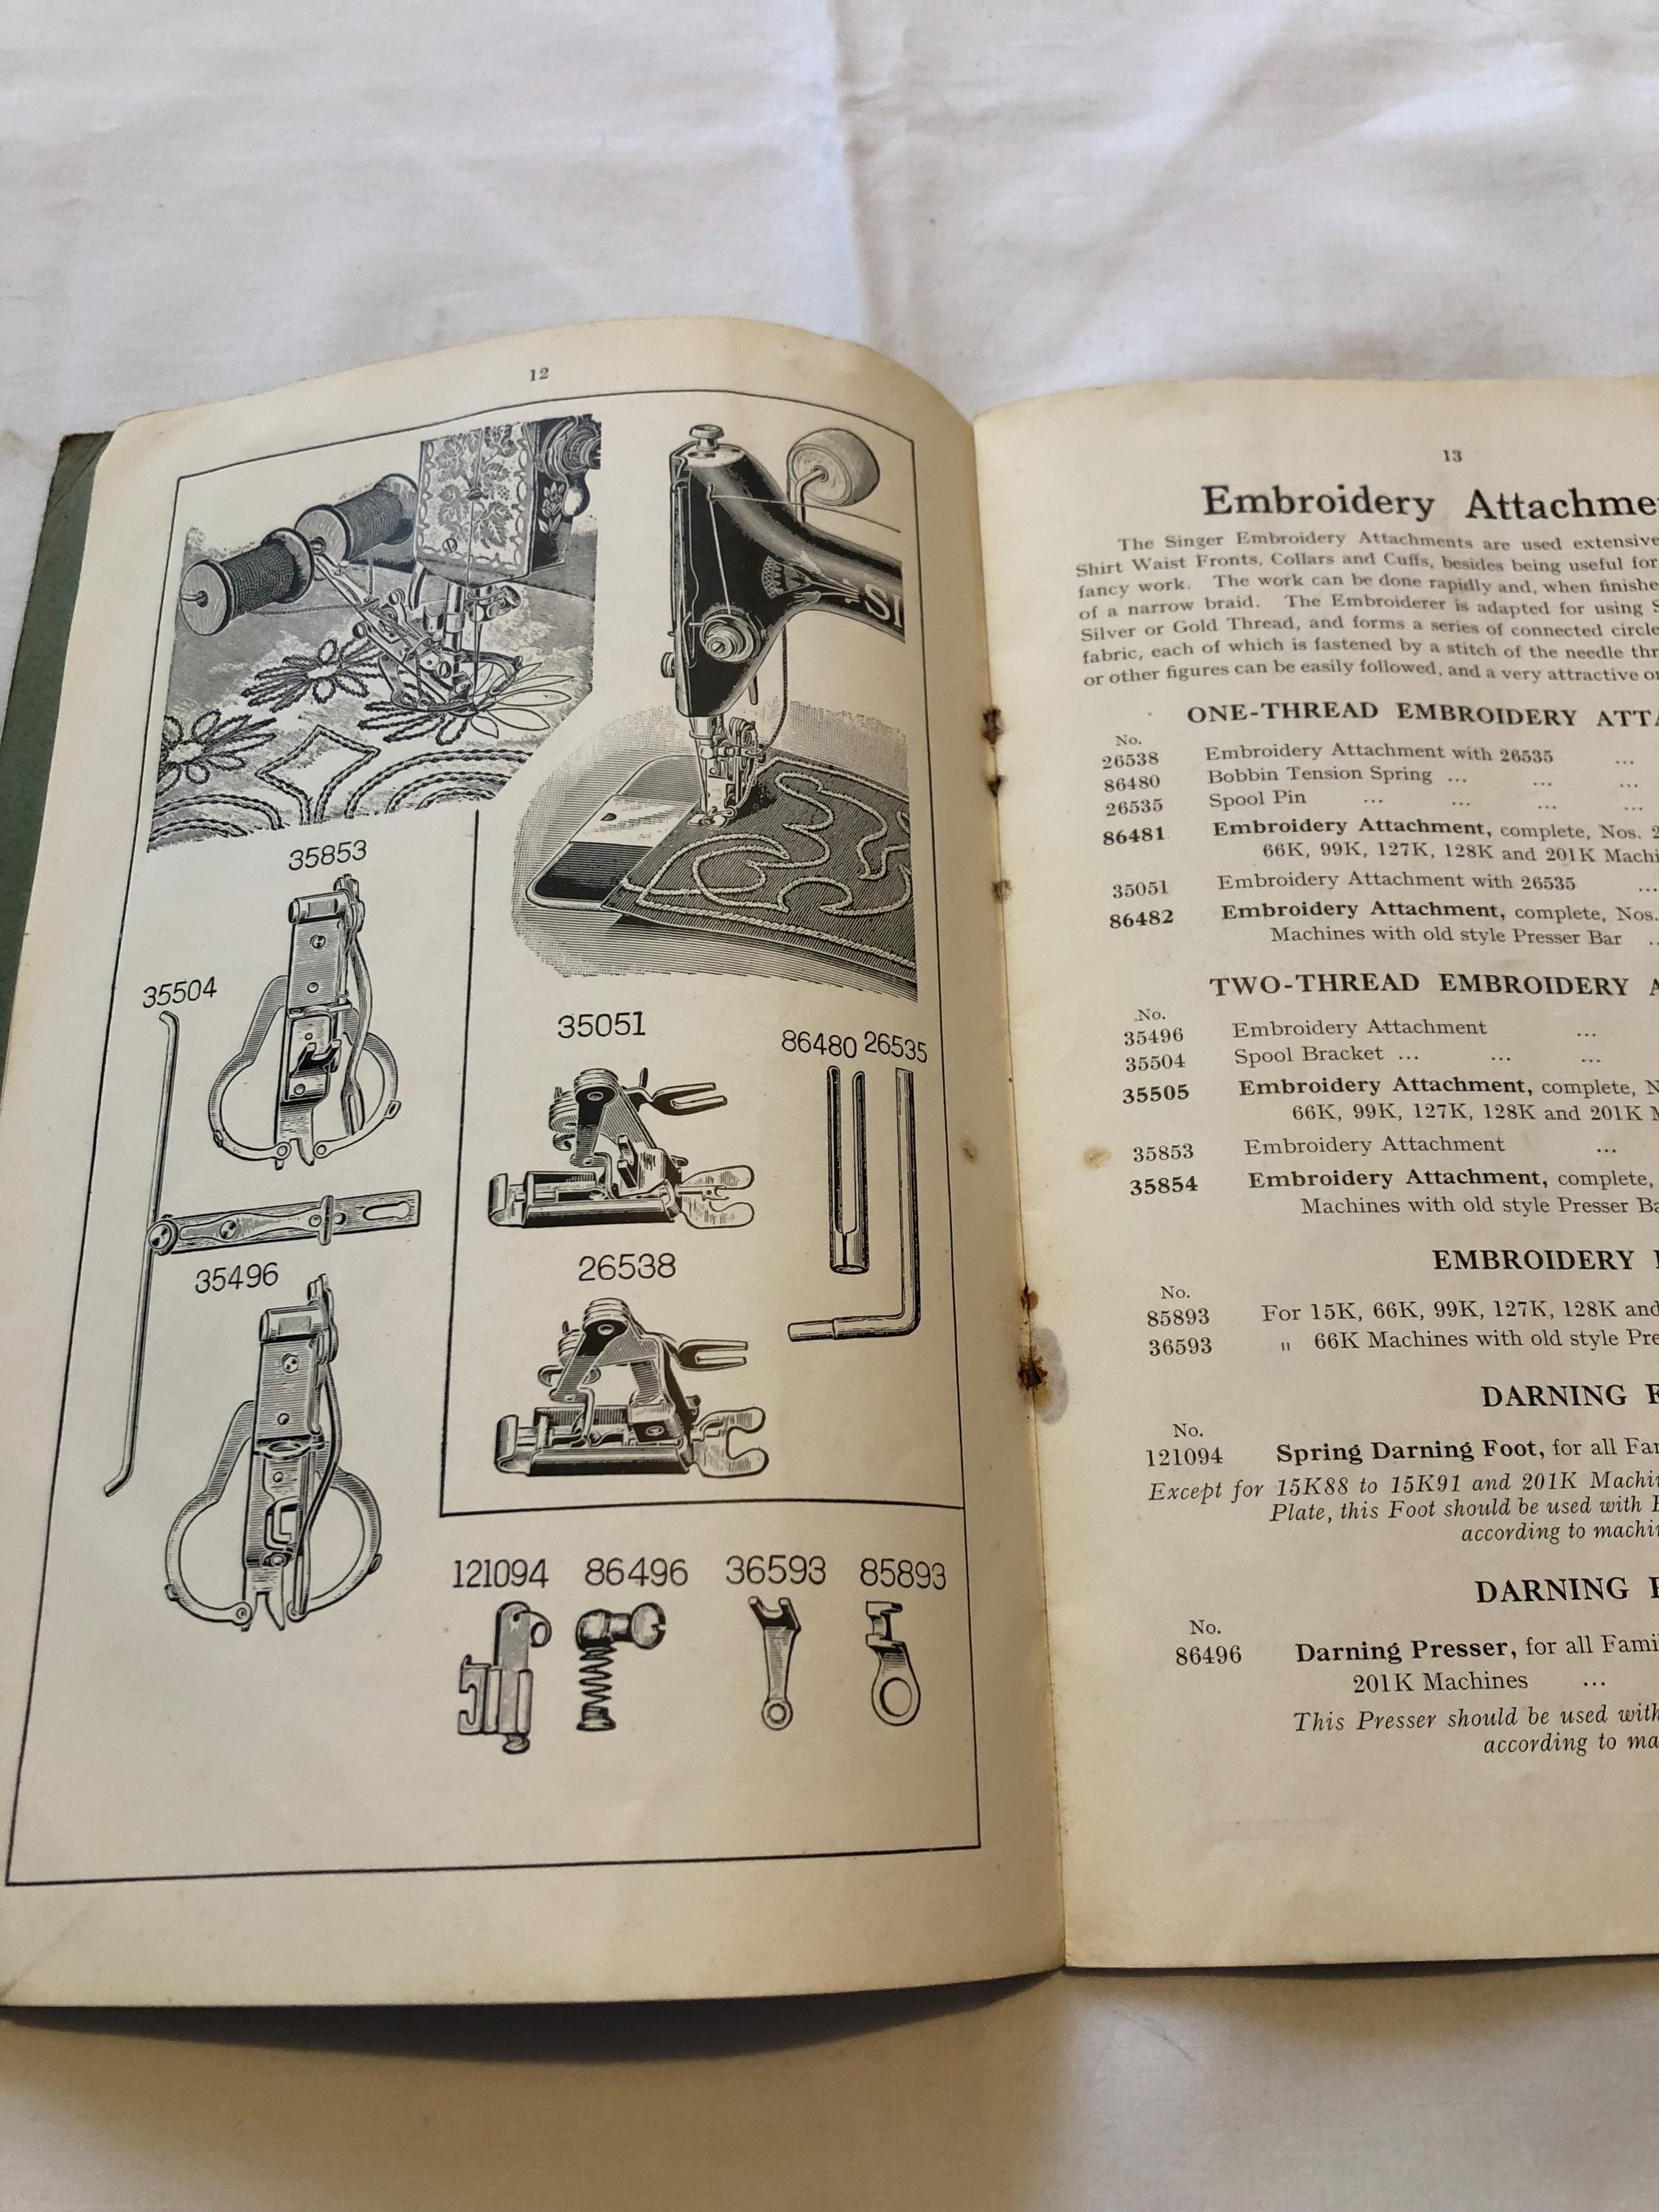 12
SI
35853
35504
35051
86480 26535
35496
26538
121094 86496 36593 85893
13
Embroidery Attachme
The Singer Embroidery Attachments are used extensive
Shirt Waist Fronts, Collars and Cuffs, besides being useful for
fancy work. The work can be done rapidly and, when finishe
of a narrow braid. The Embroiderer is adapted for using S
Silver or Gold Thread, and forms a series of connected circle
fabric, each of which is fastened by a stitch of the needle thr
or other figures can be easily followed, and a very attractive or
ONE-THREAD EMBROIDERY ATTA
No.
26538 Embroidery Attachment with 26535 ...
86480 Bobbin Tension Spring ... ... ...
26535 Spool Pin ... ... ... ...
86481 Embroidery Attachment, complete, Nos. 2
66K, 99K, 127K, 128K and 201K Machi
35051 Embroidery Attachment with 26535 ...
86482 Embroidery Attachment, complete, Nos.
Machines with old style Presser Bar ..
TWO-THREAD EMBROIDERY A
No.
35496 Embroidery Attachment ...
35504 Spool Bracket ... ... ...
35505 Embroidery Attachment, complete, N
66K, 99K, 127K, 128K and 201K M
35853 Embroidery Attachment ...
35854 Embroidery Attachment, complete,
Machines with old style Presser Ba
EMBROIDERY
No.
85893 For 15K, 66K, 99K, 127K, 128K and
36593 " 66K Machines with old style Pre
DARNING F
No.
121094 Spring Darning Foot, for all Fam
Except for 15K88 to 15K91 and 201K Machin
Plate, this Foot should be used with
according to machin
DARNING
No.
86496 Darning Presser, for all Fami
201K Machines ...
This Presser should be used with
according to ma